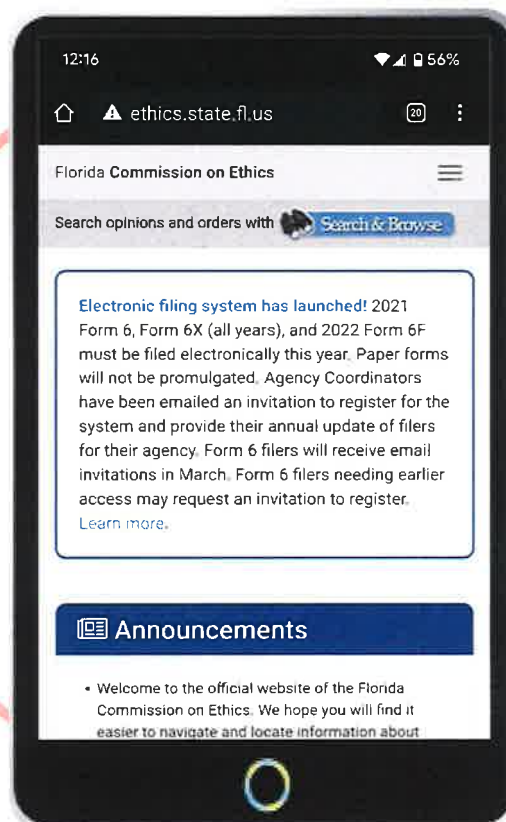 12:16 56%
ethics.state.fl.us 20
Florida Commission on Ethics
Search opinions and orders with Search & Browse
Electronic filing system has launched! 2021
Form 6, Form 6X (all years), and 2022 Form 6F
must be filed electronically this year. Paper forms
will not be promulgated. Agency Coordinators
have been emailed an invitation to register for the
system and provide their annual update of filers
for their agency. Form 6 filers will receive email
invitations in March. Form 6 filers needing earlier
access may request an invitation to register.
Learn more.
Announcements
• Welcome to the official website of the Florida
Commission on Ethics. We hope you will find it
easier to navigate and locate information about